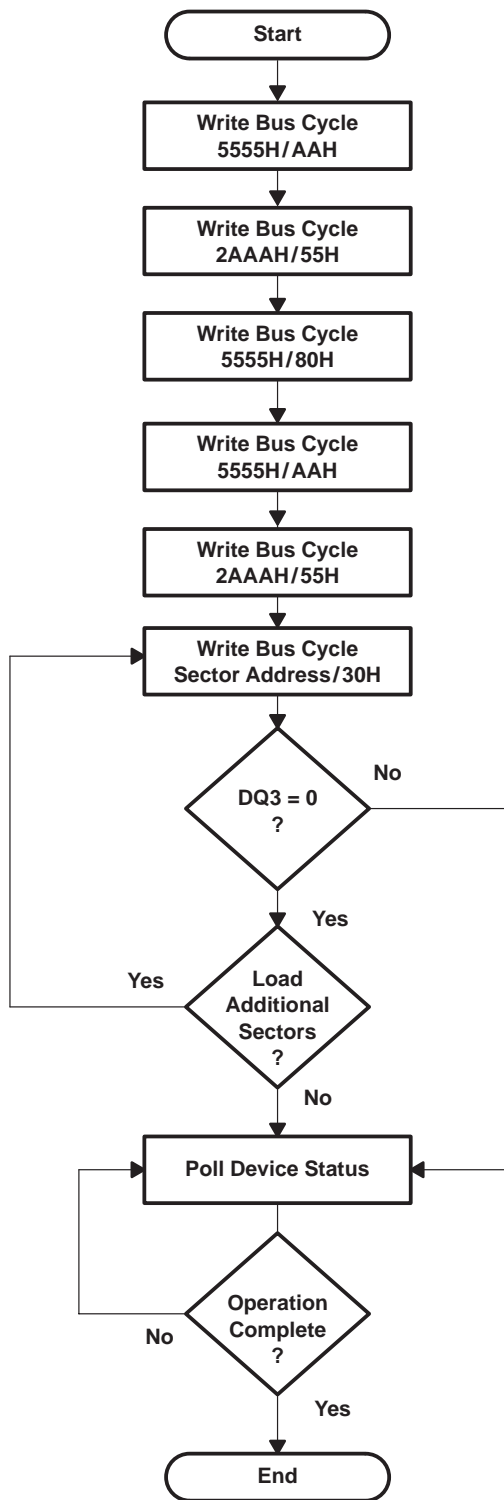 Start
Write Bus Cycle
5555H/AAH
Write Bus Cycle
2AAAH/55H
Write Bus Cycle
5555H/80H
Write Bus Cycle
5555H/AAH
Write Bus Cycle
2AAAH/55H
Write Bus Cycle
Sector Address/30H
No
DQ3 = 0
?
Yes
Yes
Load
Additional
Sectors
?
No
Poll Device Status
Operation
Complete
?
No
Yes
End